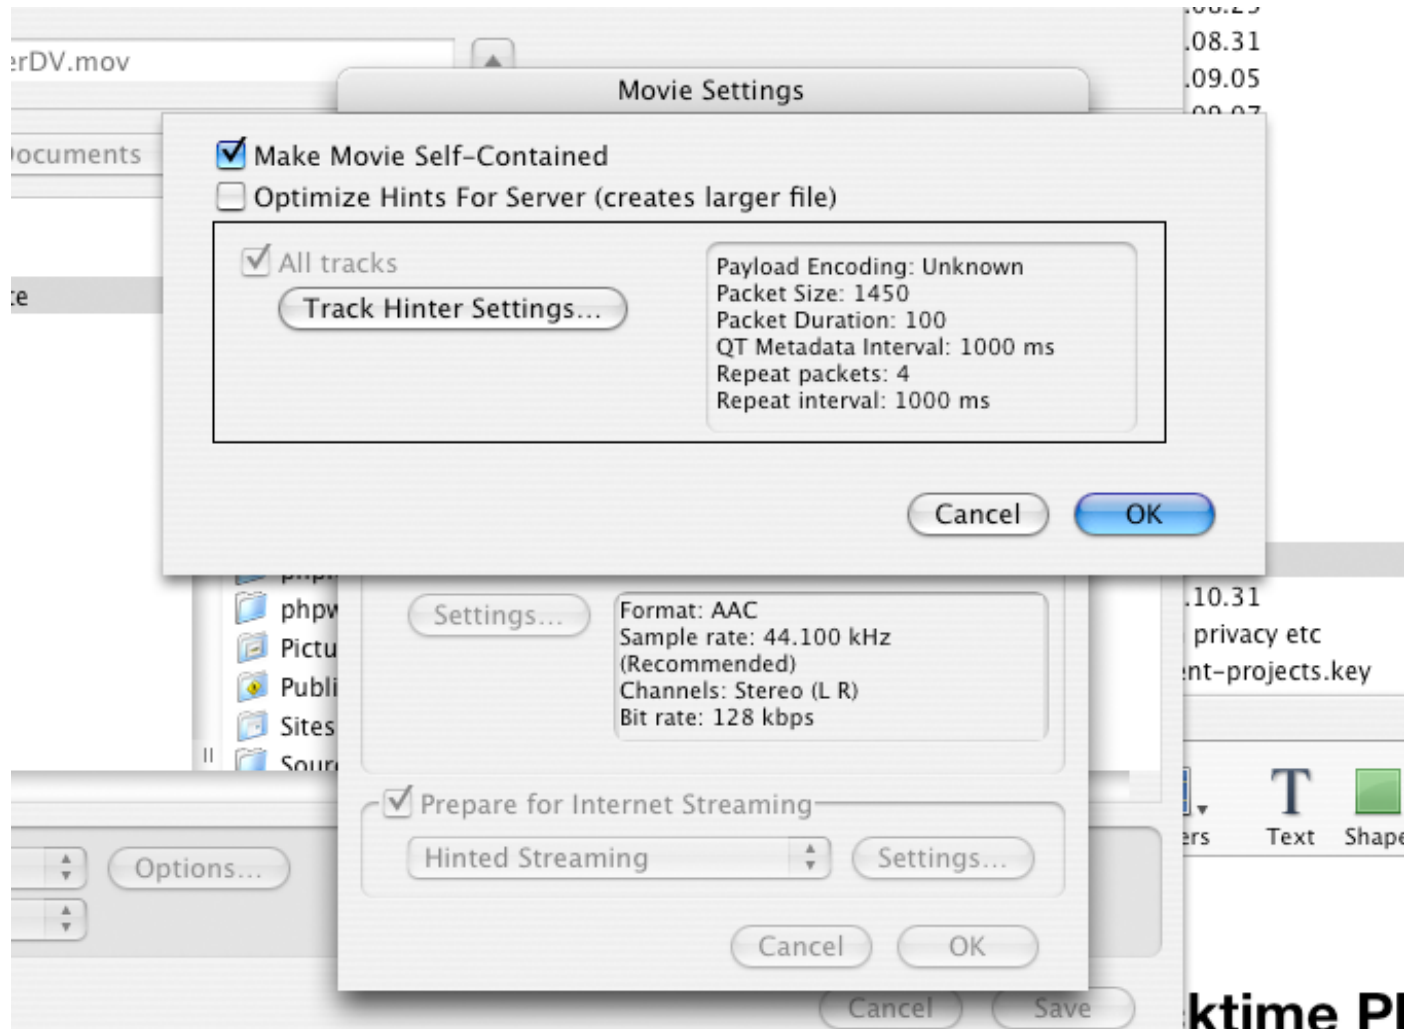 .08.31
erDV.mov
.09.05
Movie Settings
Documents
Make Movie Self-Contained
Optimize Hints For Server (creates larger file)
All tracks
Track Hinter Settings...
Payload Encoding: Unknown
Packet Size: 1450
Packet Duration: 100
QT Metadata Interval: 1000 ms
Repeat packets: 4
Repeat interval: 1000 ms
Cancel
OK
phpw
Pictu
Publi
Sites
Sour
Settings...
Format: AAC
Sample rate: 44.100 kHz
(Recommended)
Channels: Stereo (L R)
Bit rate: 128 kbps
.10.31
privacy etc
ent-projects.key
Prepare for Internet Streaming
Hinted Streaming
Settings...
Options...
Cancel
OK
Cancel
Save
ers
Text
Shape
ktime Pl